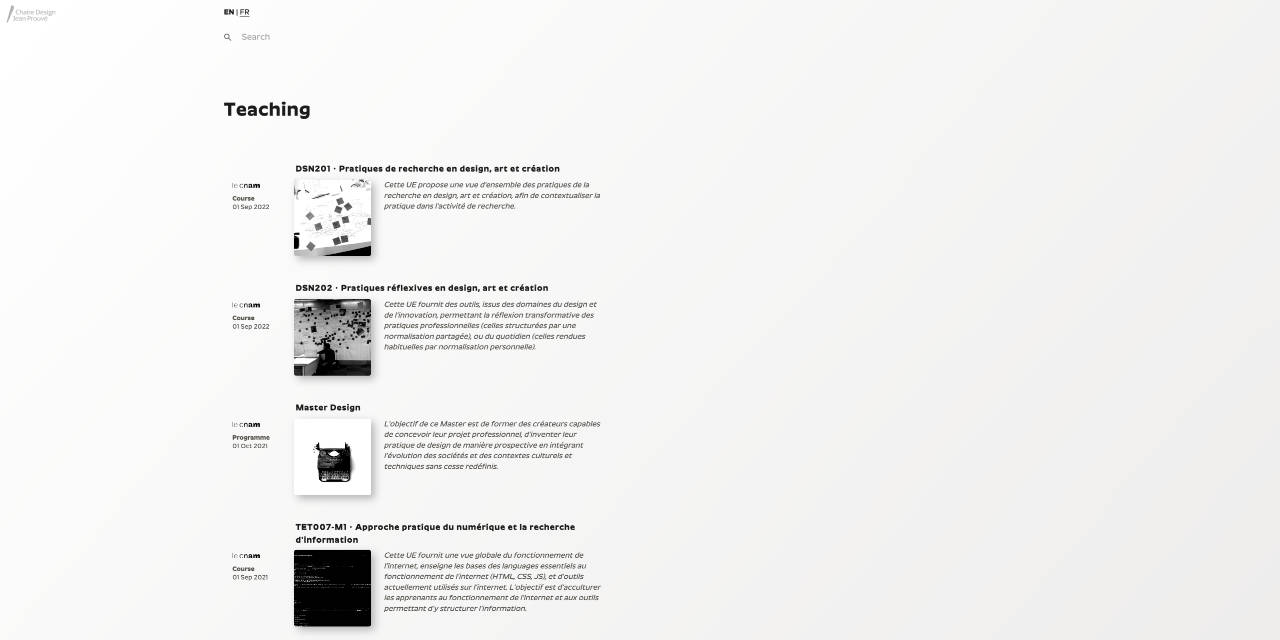 Chaire Design
Jean Prouvé
EN | FR
Search
Teaching
DSN201 · Pratiques de recherche en design, art et création
le cnam
Course
01 Sep 2022
Cette UE propose une vue d'ensemble des pratiques de la
recherche en design, art et création, afin de contextualiser la
pratique dans l'activité de recherche.
DSN202 · Pratiques réflexives en design, art et création
le cnam
Course
01 Sep 2022
Cette UE fournit des outils, issus des domaines du design et
de l'innovation, permettant la réflexion transformative des
pratiques professionnelles (celles structurées par une
normalisation partagée), ou du quotidien (celles rendues
habituelles par normalisation personnelle).
Master Design
le cnam
Programme
01 Oct 2021
L'objectif de ce Master est de former des créateurs capables
de concevoir leur projet professionnel, d'inventer leur
pratique de design de manière prospective en intégrant
l'évolution des sociétés et des contextes culturels et
techniques sans cesse redéfinis.
TET007-M1 · Approche pratique du numérique et la recherche
d'information
le cnam
Course
01 Sep 2021
Cette UE fournit une vue globale du fonctionnement de
l'Internet, enseigne les bases des languages essentiels au
fonctionnement de l'internet (HTML, CSS, JS), et d'outils
actuellement utilisés sur l'internet. L'objectif est d'acculturer
les apprenants au fonctionnement de l'Internet et aux outils
permettant d'y structurer l'information.